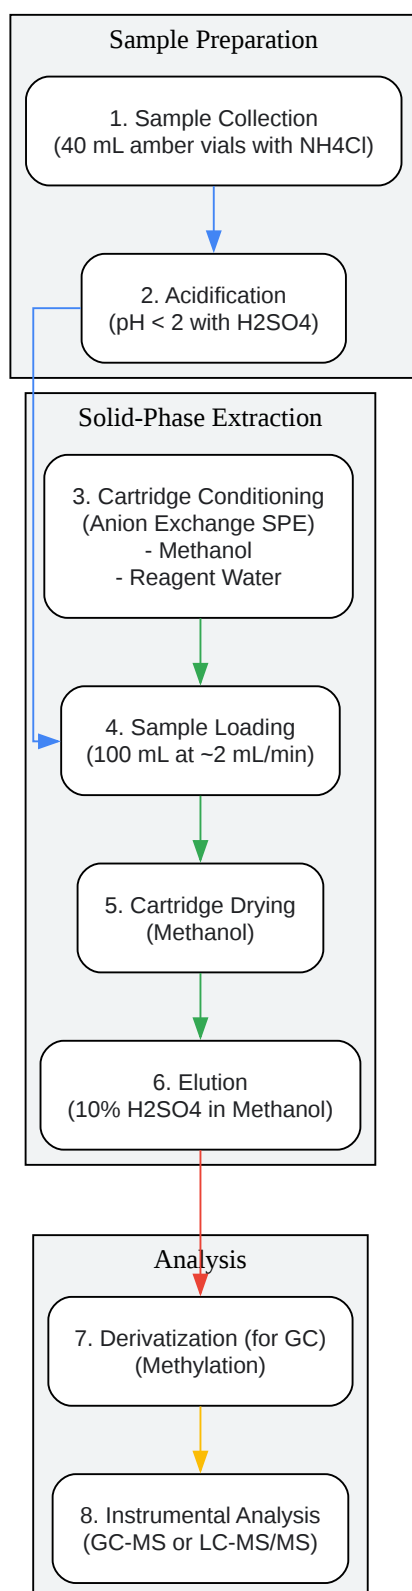 Sample Preparation
1. Sample Collection
(40 mL amber vials with NH4Cl)
2. Acidification
(pH < 2 with H2SO4)
Solid-Phase Extraction
3. Cartridge Conditioning
(Anion Exchange SPE)
- Methanol
- Reagent Water
4. Sample Loading
(100 mL at ~2 mL/min)
5. Cartridge Drying
(Methanol)
6. Elution
(10% H2SO4 in Methanol)
Analysis
7. Derivatization (for GC)
(Methylation)
8. Instrumental Analysis
(GC-MS or LC-MS/MS)